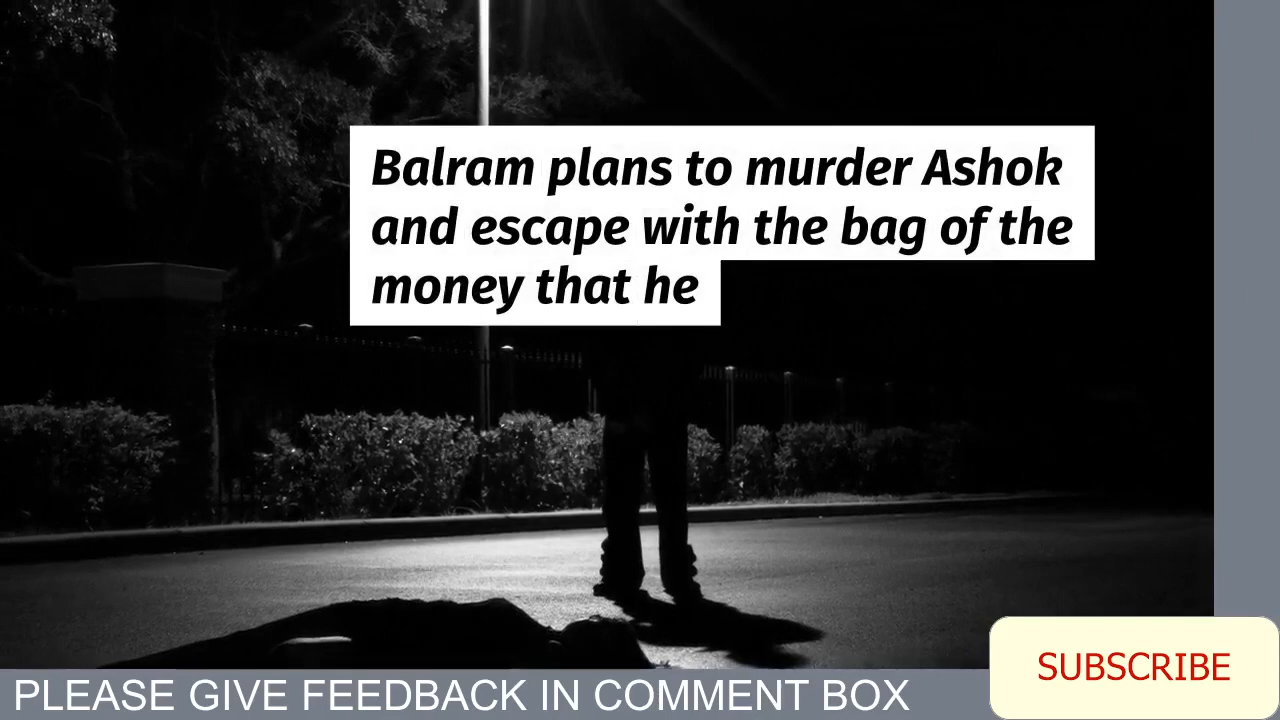 Balram plans to murder Ashok
and escape with the bag of the
money that he
PLEASE GIVE FEEDBACK IN COMMENT BOX
SUBSCRIBE